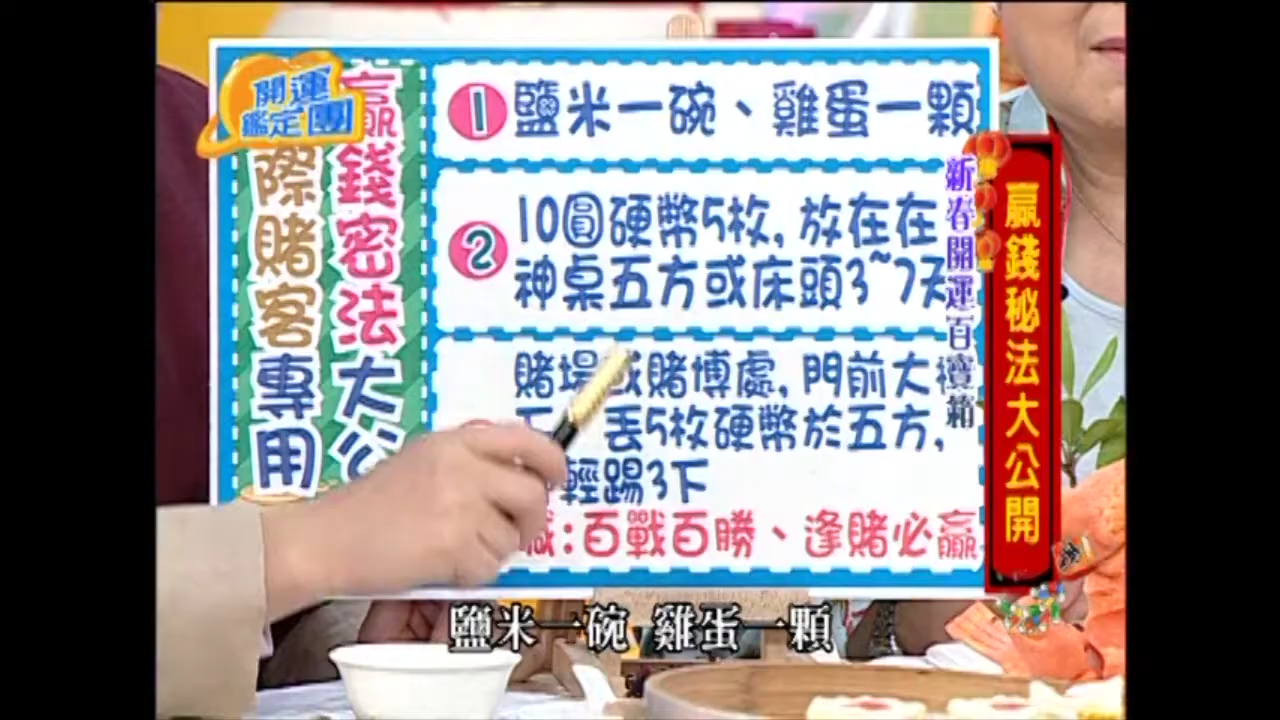 開運
鑑定團
贏錢密法大公
際賭客專用
1 鹽米一碗、雞蛋一顆
2 10圓硬幣5枚,放在在
神桌五方或床頭3~7天
賭場或賭博處,門前大
丟5枚硬幣於五方,
輕踢3下
喊:百戰百勝、逢賭必贏
新春開運百寶箱
贏錢秘法大公開
鹽米一碗 雞蛋一顆